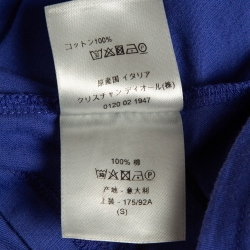 コットン100%
原産国 イタリア
クリスチャン ディオール(株)
0120 02 1947
100% 棉
产地 - 意大利
上装 - 175/92A
(S)